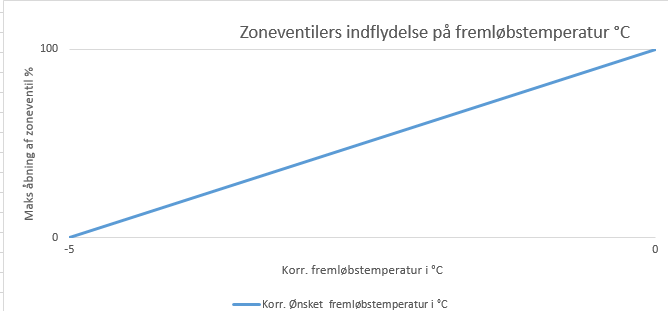 Zoneventilers indflydelse på fremløbstemperatur °C
100
Maks åbning af zoneventil %
0
-5
0
Korr. fremløbstemperatur i °C
Korr. Ønsket fremløbstemperatur i °C